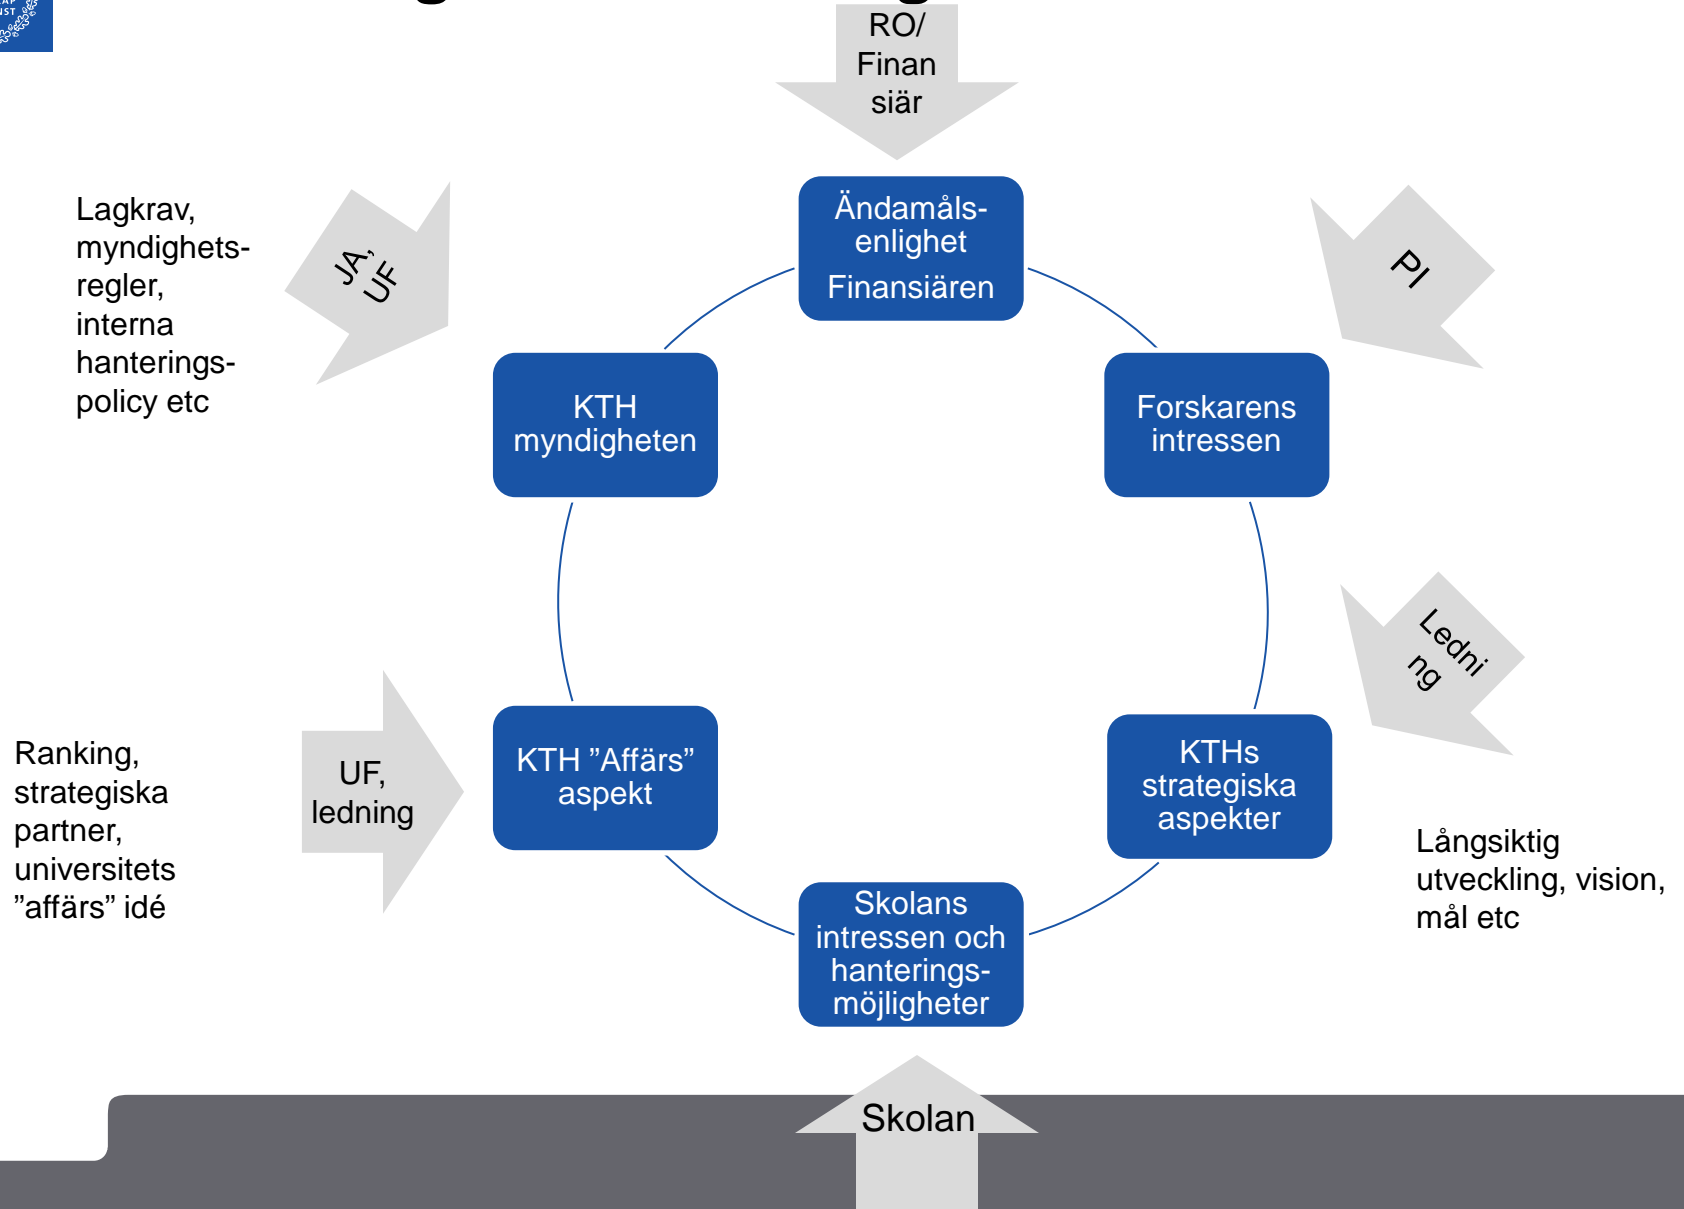 RO/
Finan
siär
Ändamåls-
enlighet
Finansiären
Lagkrav,
myndighets-
regler,
interna
hanterings-
policy etc
JA,
UF
PI
KTH
myndigheten
Forskarens
intressen
Ledni
ng
Ranking,
strategiska
partner,
universitets
”affärs” idé
UF,
ledning
KTH ”Affärs”
aspekt
KTHs
strategiska
aspekter
Långsiktig
utveckling, vision,
mål etc
Skolans
intressen och
hanterings-
möjligheter
Skolan